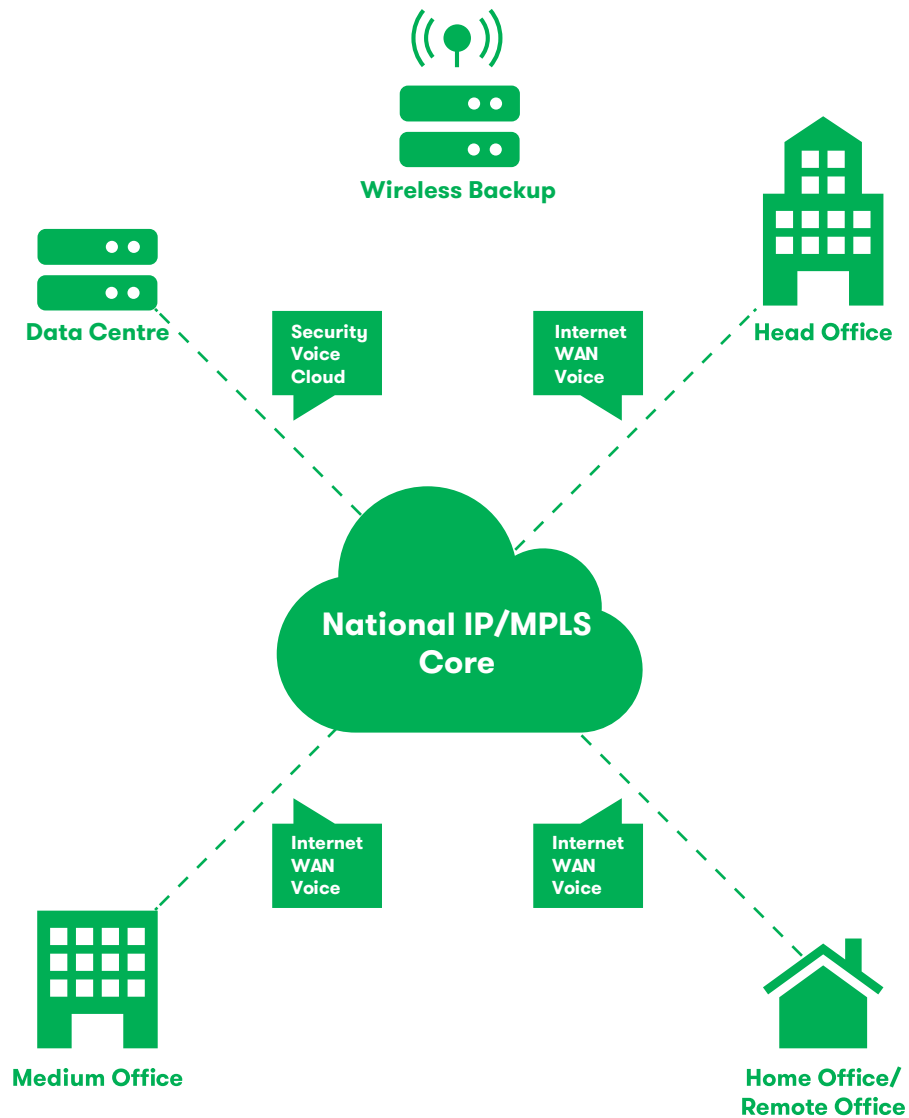 Wireless Backup
Data Centre
Security
Voice
Cloud
Internet
WAN
Voice
Head Office
National IP/MPLS
Core
Internet
WAN
Voice
Internet
WAN
Voice
Medium Office
Home Office/
Remote Office